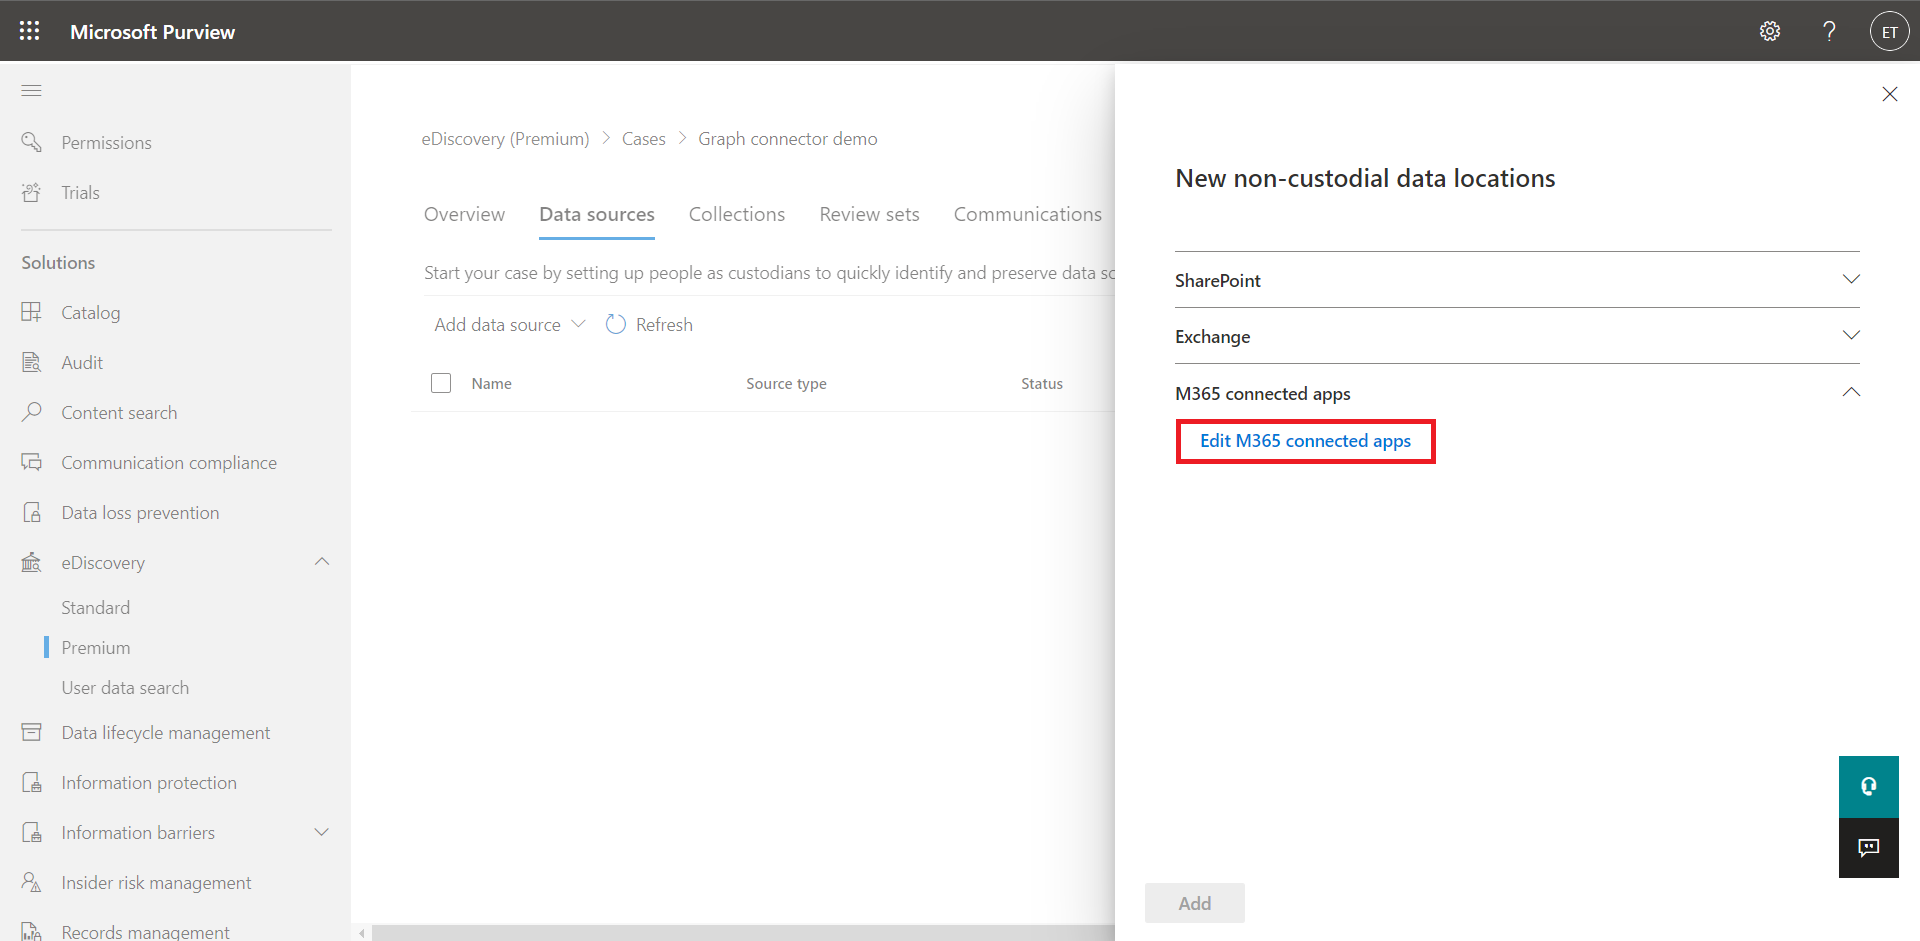 Microsoft Purview
?
ET
Permissions
Trials
Solutions
Catalog
Audit
Content search
Communication compliance
Data loss prevention
eDiscovery
Standard
Premium
User data search
Data lifecycle management
Information protection
Information barriers
Insider risk management
Records management
eDiscovery (Premium) > Cases > Graph connector demo
Overview Data sources Collections Review sets Communications
Start your case by setting up people as custodians to quickly identify and preserve data so
Add data source Refresh
Name Source type Status
New non-custodial data locations
SharePoint
Exchange
M365 connected apps
Edit M365 connected apps
Add